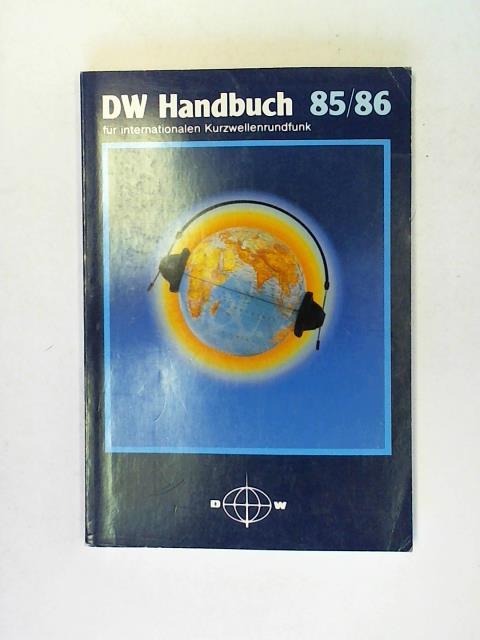 DW Handbuch 85/86
für internationalen Kurzwellenrundfunk
D W